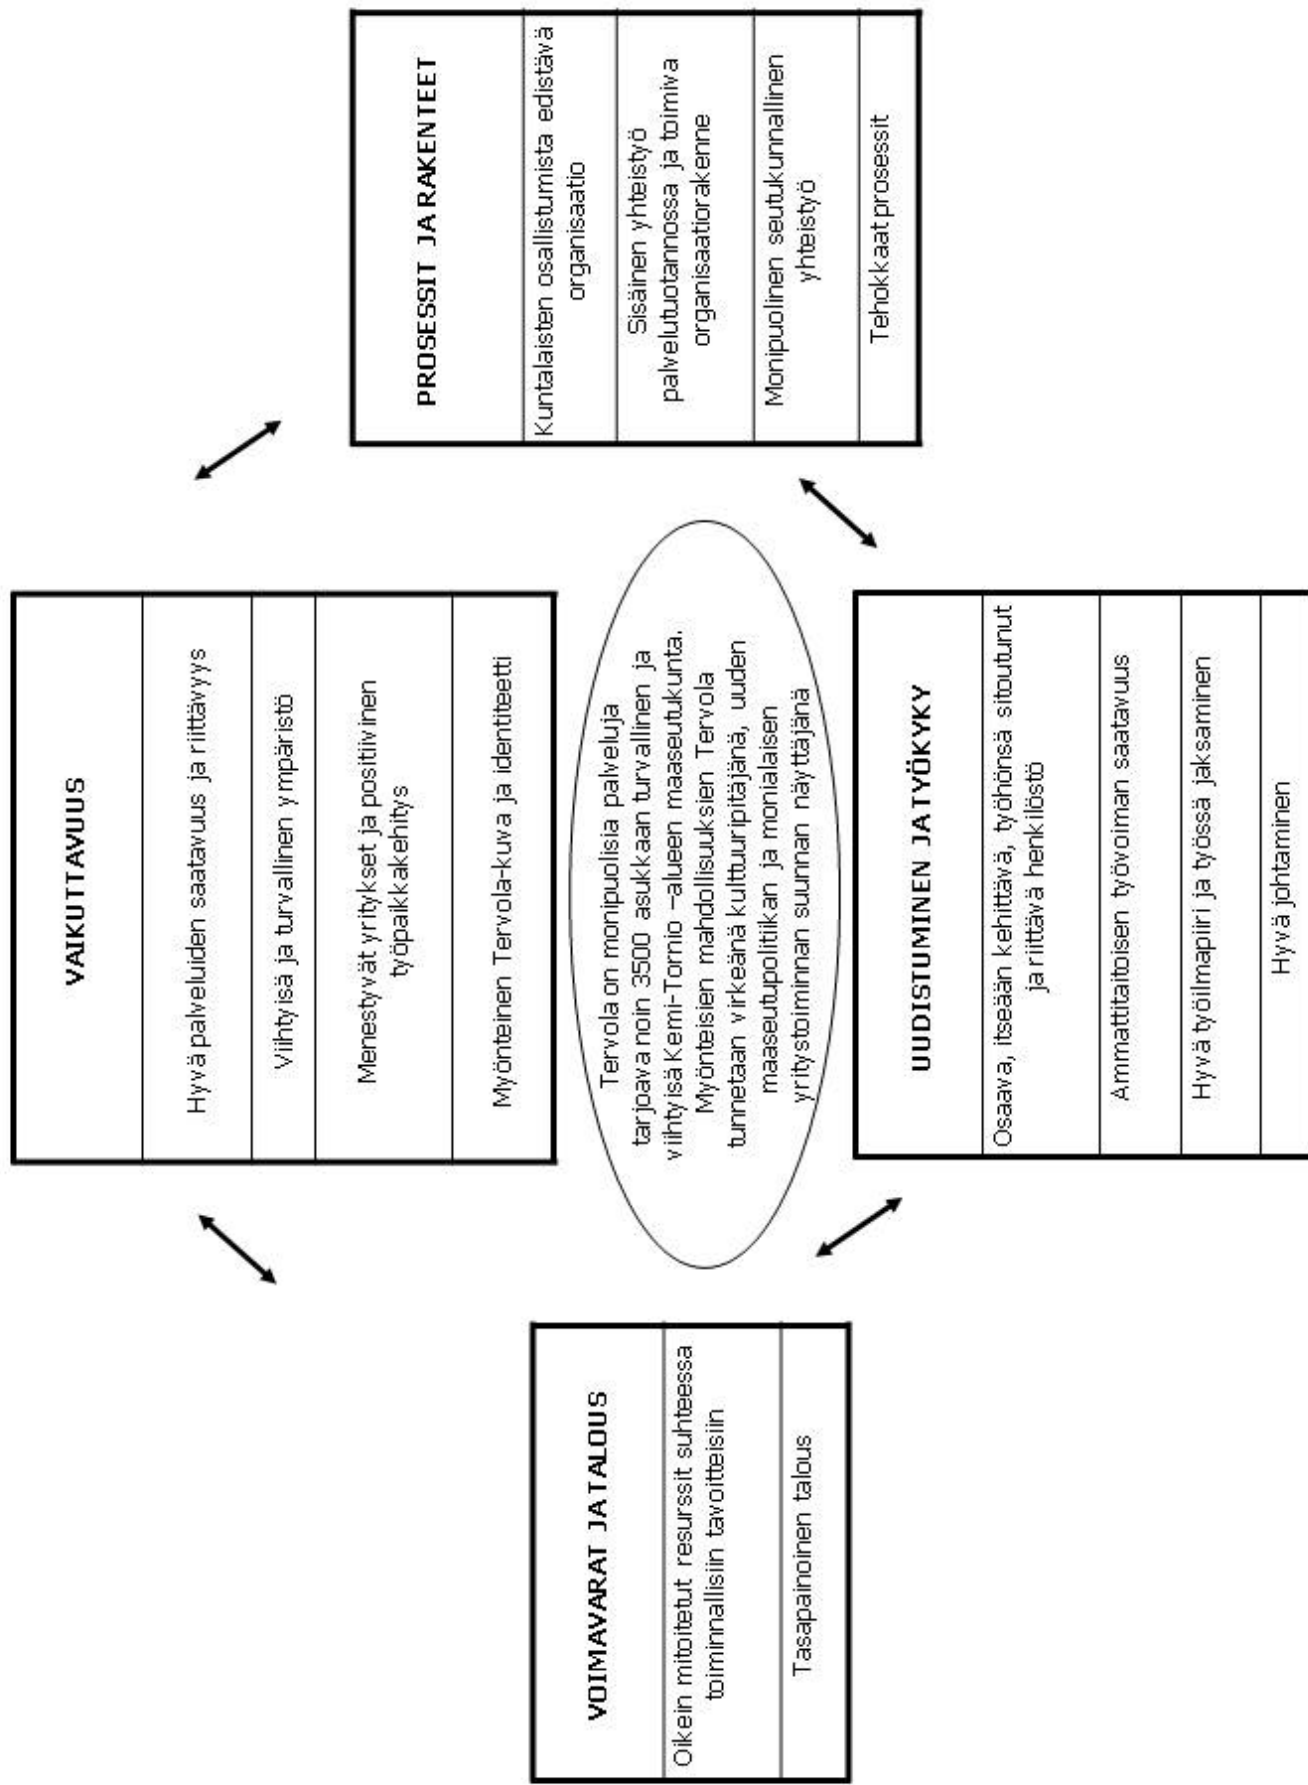 VAIKUTTAVUUS
Hyvä palveluiden saatavuus ja riittävyys
Viihtyisä ja turvallinen ympäristö
Menestyvät yritykset ja positiivinen
työpaikkakehitys
Myönteinen Tervola-kuva ja identiteetti
VOIMAVARAT JA TALOUS
Oikein mitoitetut resurssit suhteessa
toiminnallisiin tavoitteisiin
Tasapainoinen talous
Tervola on monipuolisia palveluja
tarjoava noin 3500 asukkaan turvallinen ja
viihtyisä Kemi-Tornio –alueen maaseutukunta.
Myönteisien mahdollisuuksien Tervola
tunnetaan virkeänä kulttuuripitäjänä, uuden
maaseutupolitiikan ja monialaisen
yritystoiminnan suunnan näyttäjänä
PROSESSIT JA RAKENTEET
Kuntalaisten osallistumista edistävä
organisaatio
Sisäinen yhteistyö
palvelutuotannossa ja toimiva
organisaatiorakenne
Monipuolinen seutukunnallinen
yhteistyö
Tehokkaat prosessit
UUDISTUMINEN JA TYÖKYKY
Osaava, itseään kehittävä, työhönsä sitoutunut
ja riittävä henkilöstö
Ammattitaitoisen työvoiman saatavuus
Hyvä työilmapiiri ja työssä jaksaminen
Hyvä johtaminen